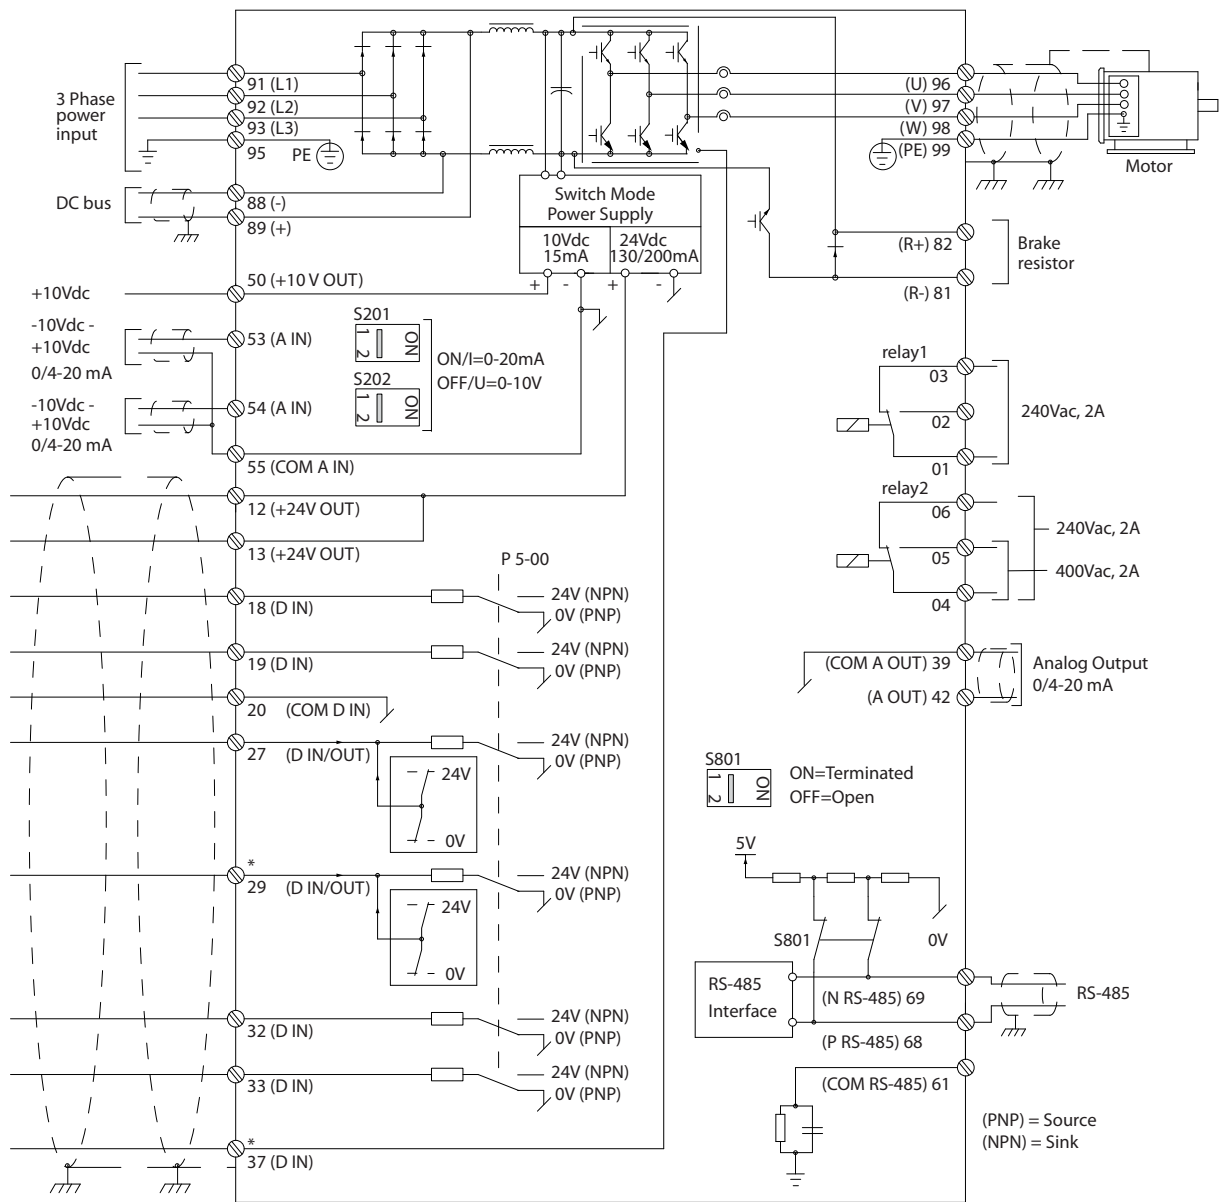 3 Phase
power
input
91 (L1)
92 (L2)
93 (L3)
95
PE
DC bus
88 (-)
89 (+)
Switch Mode
Power Supply
10Vdc
15mA
24Vdc
130/200mA
+
-
+
-
(U) 96
(V) 97
(W) 98
(PE) 99
Motor
(R+) 82
(R-) 81
Brake
resistor
+10Vdc
50 (+10 V OUT)
-10Vdc -
+10Vdc
0/4-20 mA
53 (A IN)
-10Vdc -
+10Vdc
0/4-20 mA
54 (A IN)
55 (COM A IN)
S201
1
2
ON
S202
1
2
ON
ON/I=0-20mA
OFF/U=0-10V
relay1
03
02
01
240Vac, 2A
relay2
06
05
04
240Vac, 2A
400Vac, 2A
12 (+24V OUT)
13 (+24V OUT)
P 5-00
18 (D IN)
24V (NPN)
0V (PNP)
19 (D IN)
24V (NPN)
0V (PNP)
20 (COM D IN)
27 (D IN/OUT)
24V (NPN)
0V (PNP)
24V
0V
*
29 (D IN/OUT)
24V (NPN)
0V (PNP)
24V
0V
32 (D IN)
24V (NPN)
0V (PNP)
33 (D IN)
24V (NPN)
0V (PNP)
*
37 (D IN)
(COM A OUT) 39
(A OUT) 42
Analog Output
0/4-20 mA
S801
1
2
ON
ON=Terminated
OFF=Open
5V
S801
0V
RS-485
Interface
(N RS-485) 69
(P RS-485) 68
RS-485
(COM RS-485) 61
(PNP) = Source
(NPN) = Sink